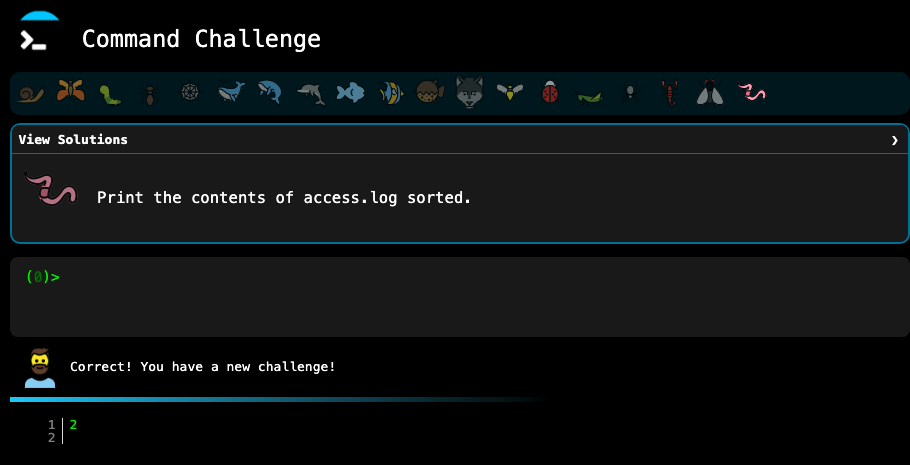 Command Challenge
View Solutions ❯
Print the contents of access.log sorted.
(0)>
Correct! You have a new challenge!
1 2
2